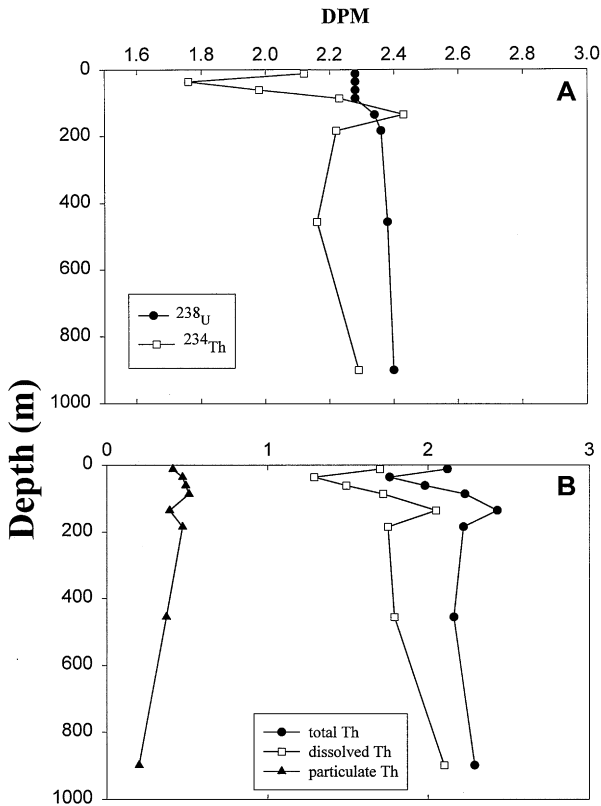 DPM
1.6 1.8 2.0 2.2 2.4 2.6 2.8 3.0
0
200
400
600
800
1000
A
238U
234Th
Depth (m)
0 1 2 3
0
200
400
600
800
1000
B
total Th
dissolved Th
particulate Th